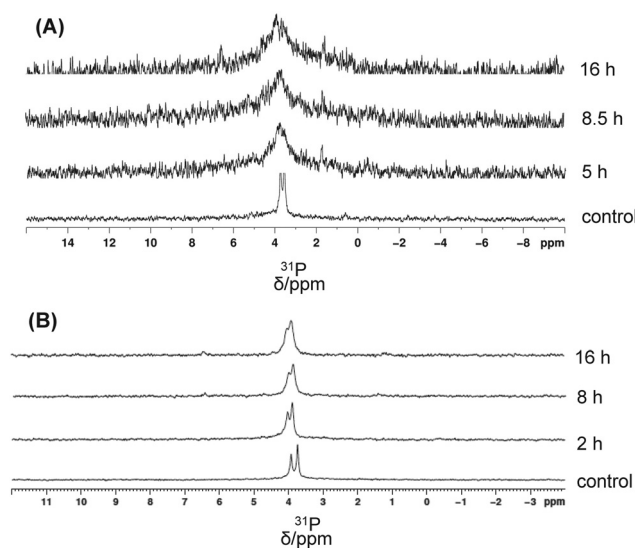 (A)
16 h
8.5 h
5 h
control
14 12 10 8 6 4 2 0 −2 −4 −6 −8 ppm
31P
δ/ppm
(B)
16 h
8 h
2 h
control
11 10 9 8 7 6 5 4 3 2 1 0 −1 −2 −3 ppm
31P
δ/ppm